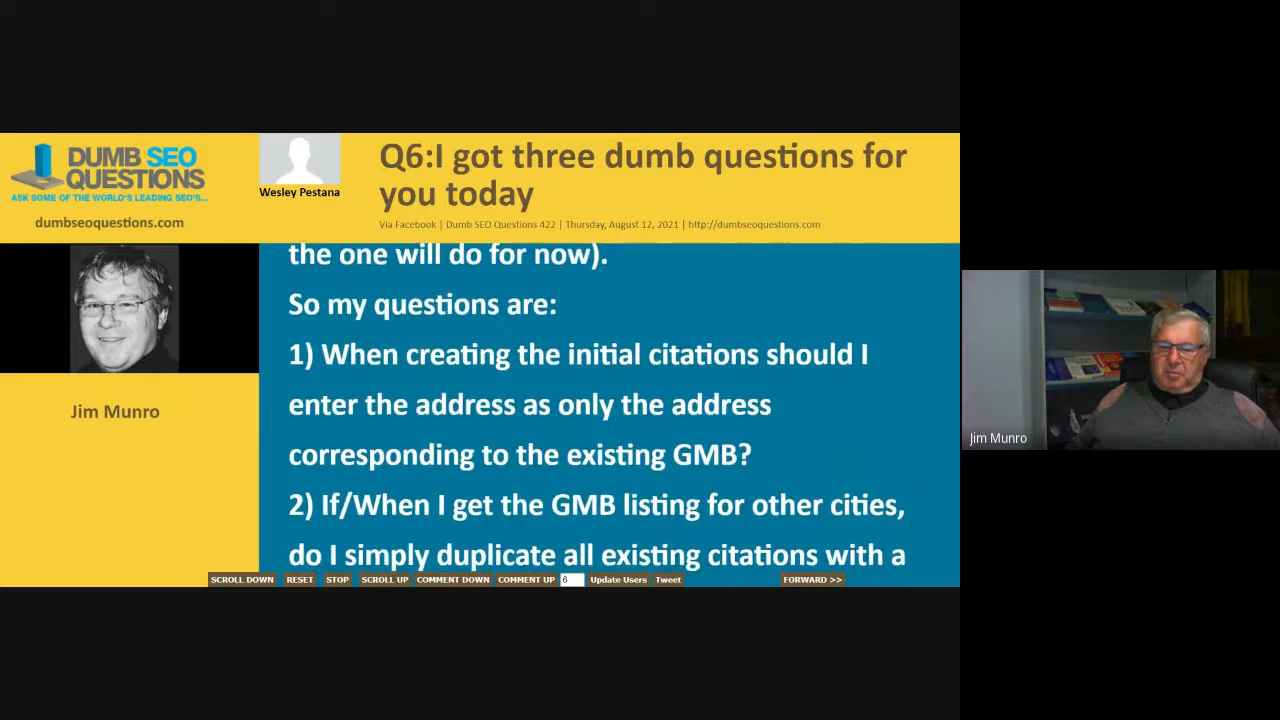 DUMB SEO
QUESTIONS
ASK SOME OF THE WORLD'S LEADING SEO'S...
dumbseoquestions.com
Wesley Pestana
Q6:I got three dumb questions for
you today
Via Facebook | Dumb SEO Questions 422 | Thursday, August 12, 2021 | http://dumbseoquestions.com
Jim Munro
the one will do for now).
So my questions are:
1) When creating the initial citations should I
enter the address as only the address
corresponding to the existing GMB?
2) If/When I get the GMB listing for other cities,
do I simply duplicate all existing citations with a
SCROLL DOWN RESET STOP SCROLL UP COMMENT DOWN COMMENT UP 6 Update Users Tweet FORWARD >>
Jim Munro